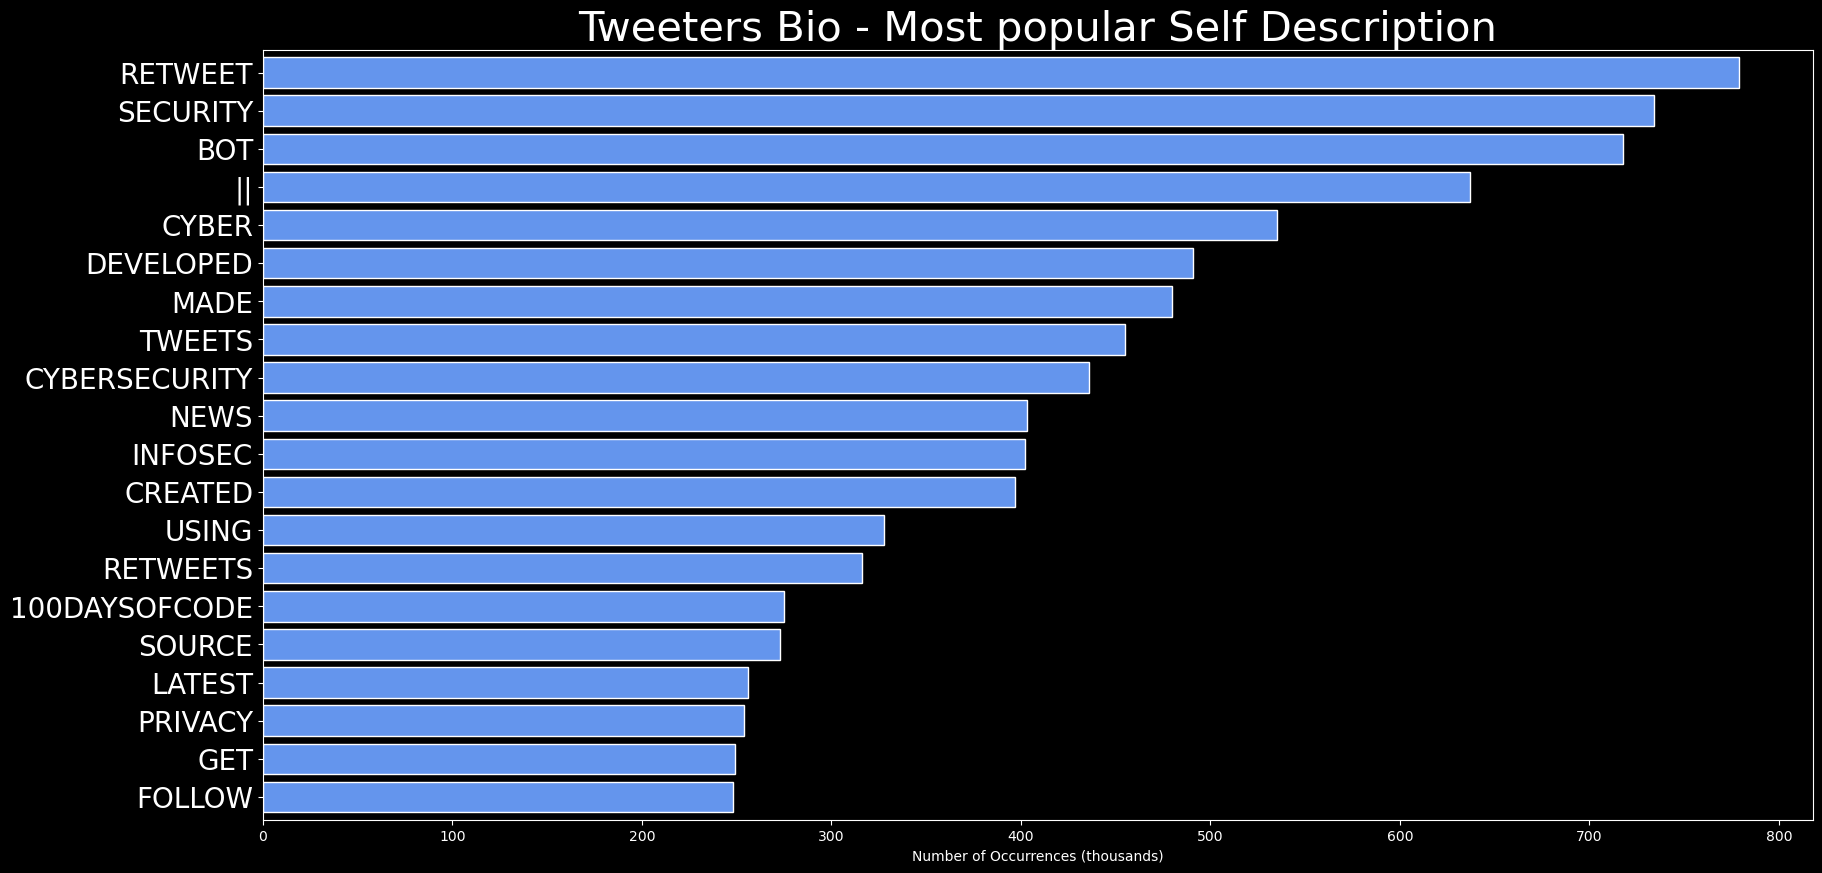 Tweeters Bio - Most popular Self Description
RETWEET
SECURITY
BOT
||
CYBER
DEVELOPED
MADE
TWEETS
CYBERSECURITY
NEWS
INFOSEC
CREATED
USING
RETWEETS
100DAYSOFCODE
SOURCE
LATEST
PRIVACY
GET
FOLLOW
0 100 200 300 400 500 600 700 800
Number of Occurrences (thousands)